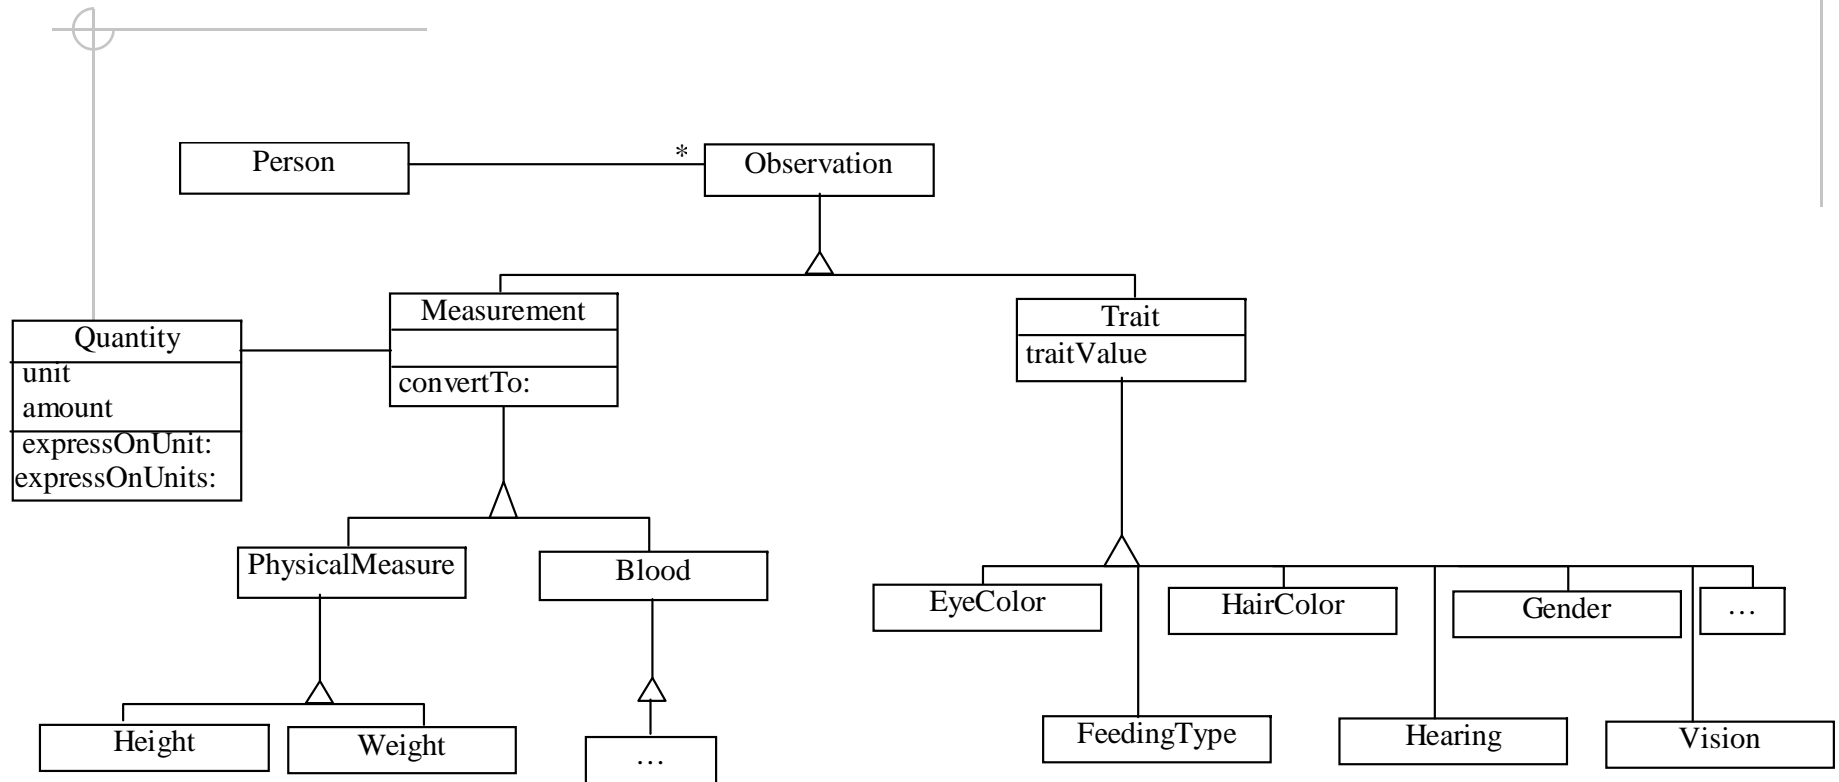 Person
*
Observation
Measurement
convertTo:
Quantity
unit
amount
expressOnUnit:
expressOnUnits:
Trait
traitValue
PhysicalMeasure
Blood
EyeColor
HairColor
Gender
…
Height
Weight
…
FeedingType
Hearing
Vision